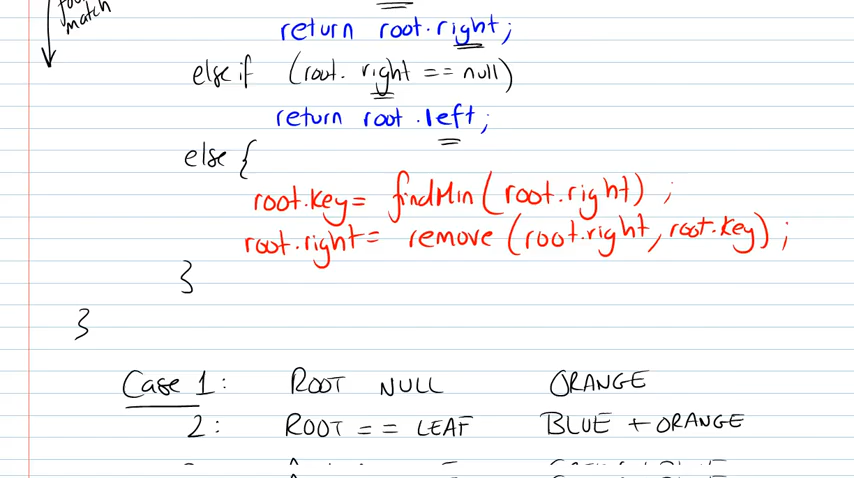 match
return root.right;
else if (root. right == null)
return root.left;
else {
root.key= findMin(root.right) ;
root.right= remove (root.right, root.key) ;
}
}
Case 1: ROOT NULL ORANGE
2: ROOT == LEAF BLUE + ORANGE